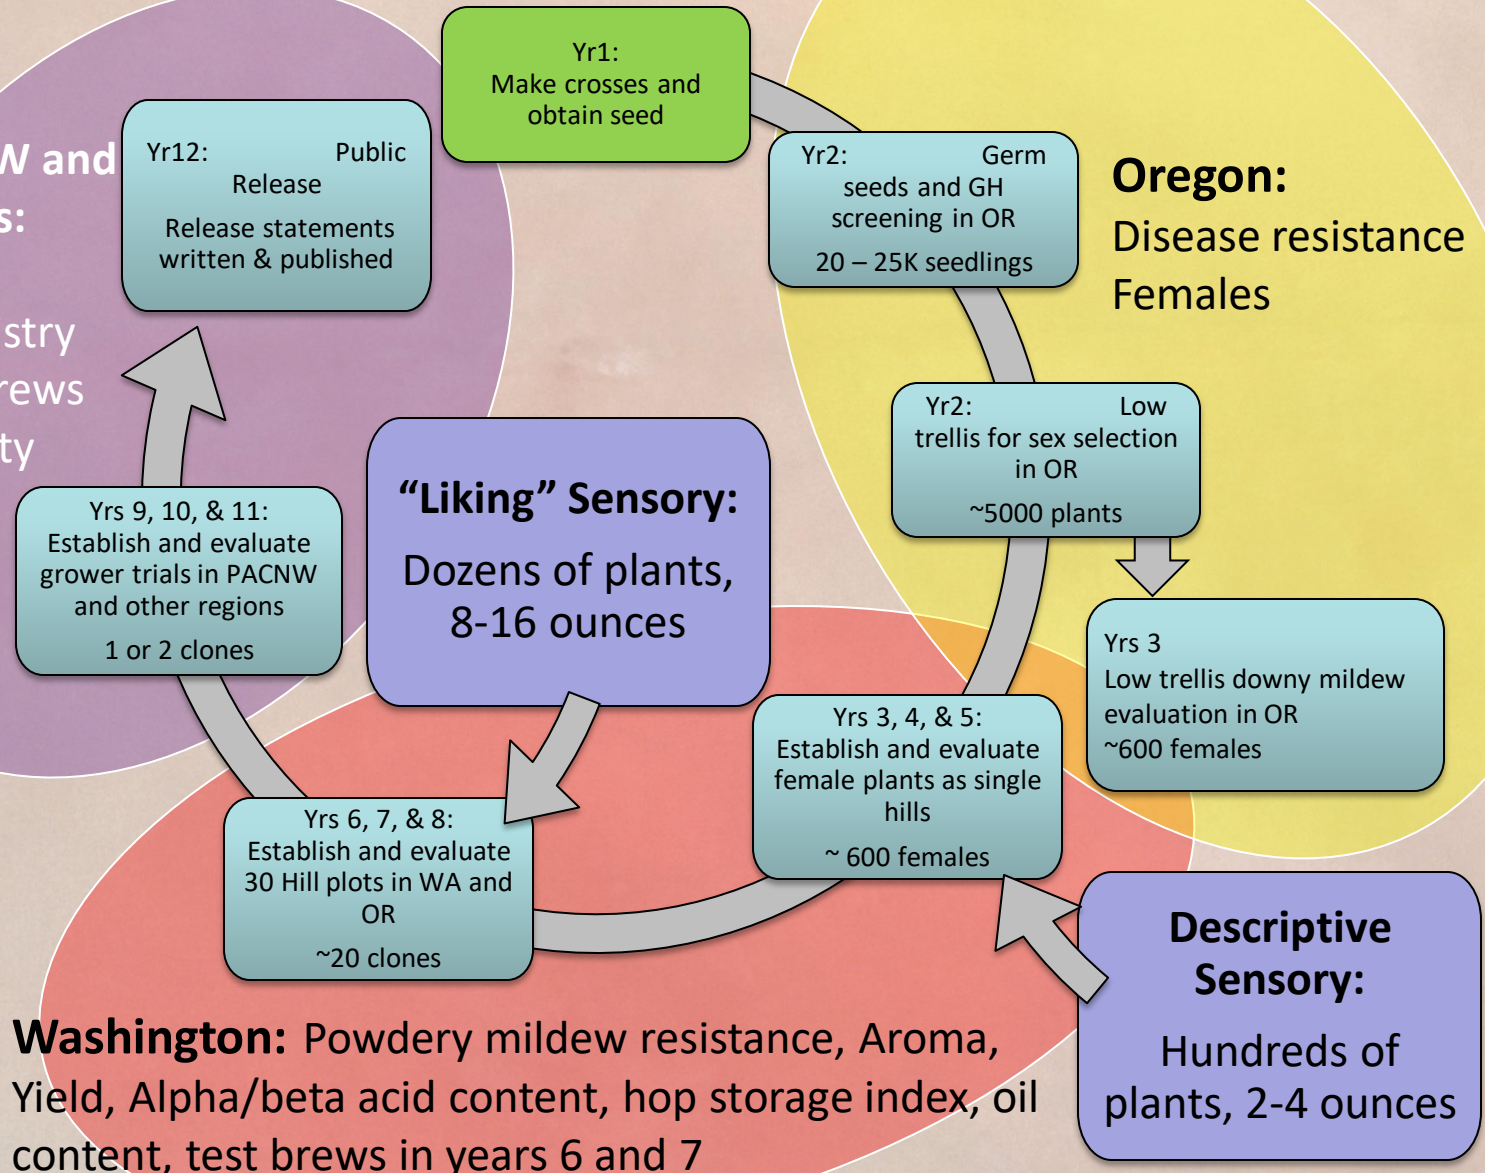 Yr1:
Make crosses and
obtain seed
Yr2: Germ
seeds and GH
screening in OR
20 – 25K seedlings
Oregon:
Disease resistance
Females
Yr2: Low
trellis for sex selection
in OR
~5000 plants
Yrs 3
Low trellis downy mildew
evaluation in OR
~600 females
Yrs 3, 4, & 5:
Establish and evaluate
female plants as single
hills
~ 600 females
Descriptive
Sensory:
Hundreds of
plants, 2-4 ounces
“Liking” Sensory:
Dozens of plants,
8-16 ounces
Yrs 6, 7, & 8:
Establish and evaluate
30 Hill plots in WA and
OR
~20 clones
Washington: Powdery mildew resistance, Aroma,
Yield, Alpha/beta acid content, hop storage index, oil
content, test brews in years 6 and 7
Yrs 9, 10, & 11:
Establish and evaluate
grower trials in PACNW
and other regions
1 or 2 clones
Yr12: Public
Release
Release statements
written & published
and